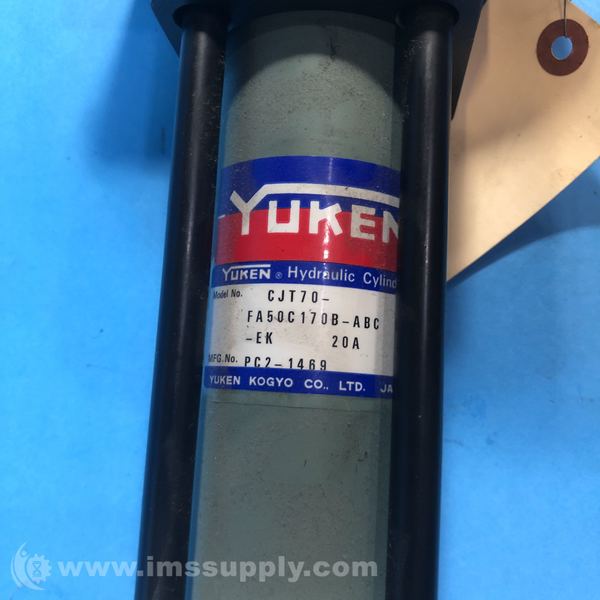 YUKEN
YUKEN ® Hydraulic Cylind
Model No. CJT70-
FA50C170B-ABC
-EK 20A
MFG.No. PC2-1469
YUKEN KOGYO CO., LTD. JA
www.imssupply.com